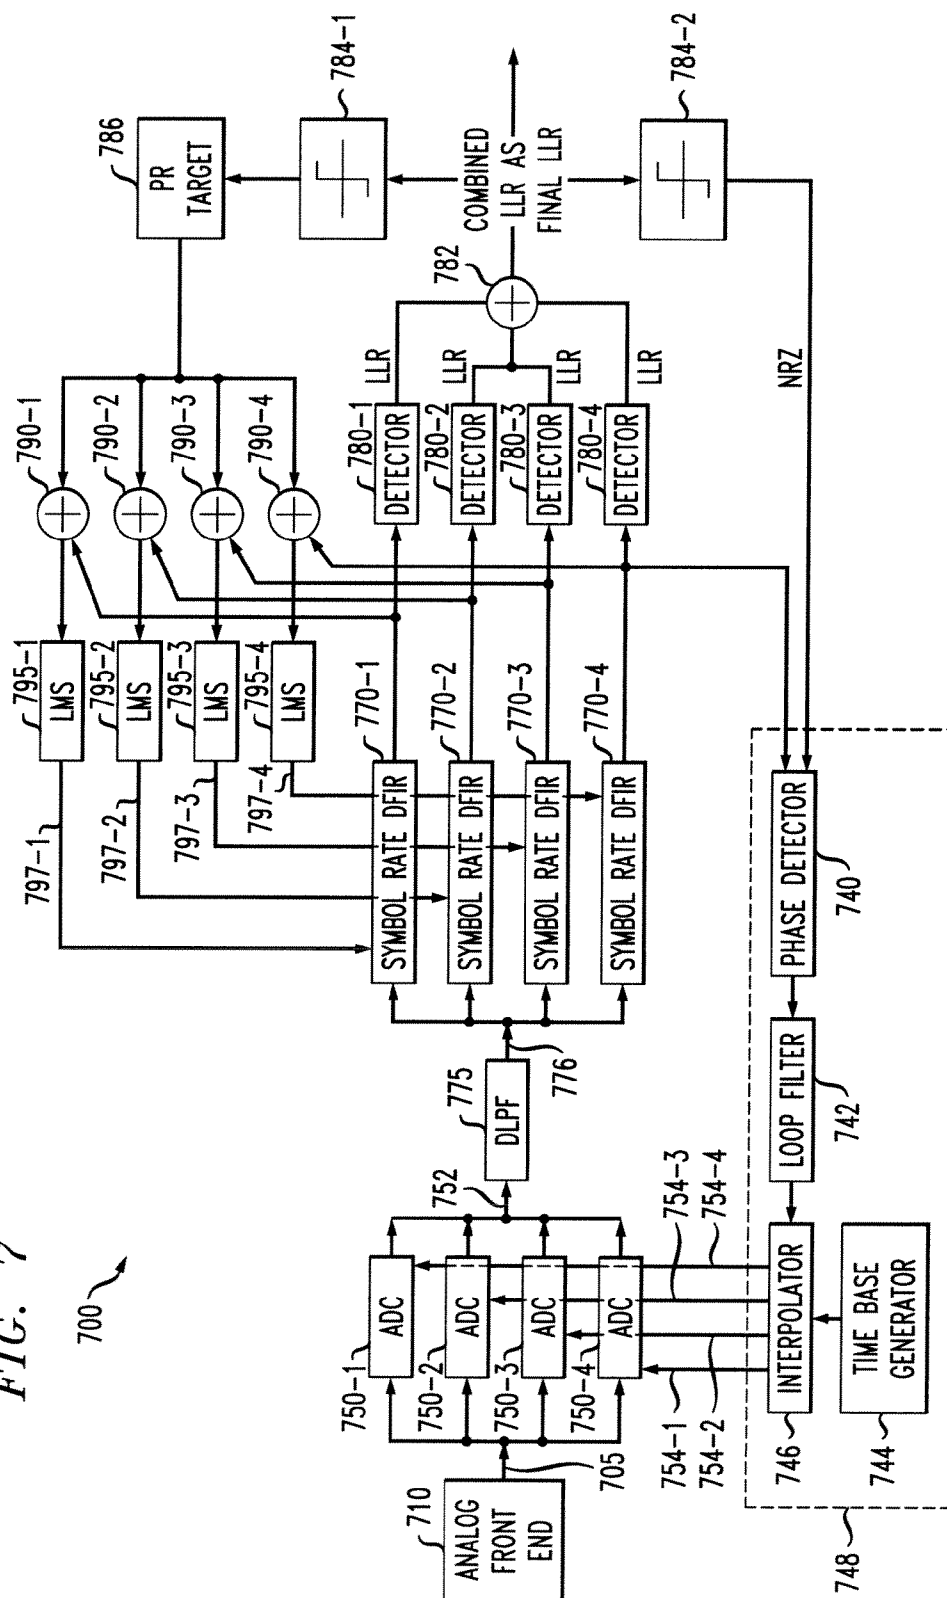 FIG. 7
700
710
ANALOG
FRONT
END
705
750-1
ADC
750-2
ADC
750-3
ADC
750-4
ADC
752
754-1
754-2
754-3
754-4
775
DLPF
776
797-1
797-2
797-3
797-4
795-1
LMS
795-2
LMS
795-3
LMS
795-4
LMS
790-1
790-2
790-3
790-4
770-1
SYMBOL RATE DFIR
770-2
SYMBOL RATE DFIR
770-3
SYMBOL RATE DFIR
770-4
SYMBOL RATE DFIR
780-1
DETECTOR
LLR
780-2
DETECTOR
LLR
780-3
DETECTOR
LLR
780-4
DETECTOR
LLR
782
786
PR
TARGET
784-1
COMBINED
LLR AS
FINAL LLR
784-2
NRZ
746
INTERPOLATOR
744
TIME BASE
GENERATOR
LOOP FILTER
742
PHASE DETECTOR
740
748